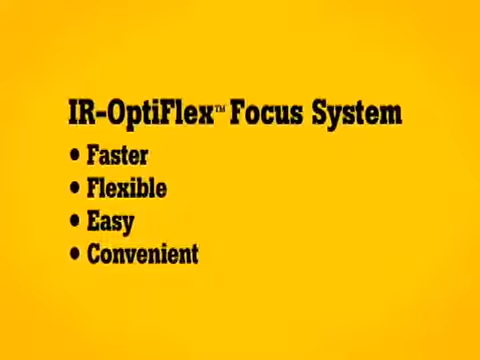 IR-OptiFlex™ Focus System
• Faster
• Flexible
• Easy
• Convenient